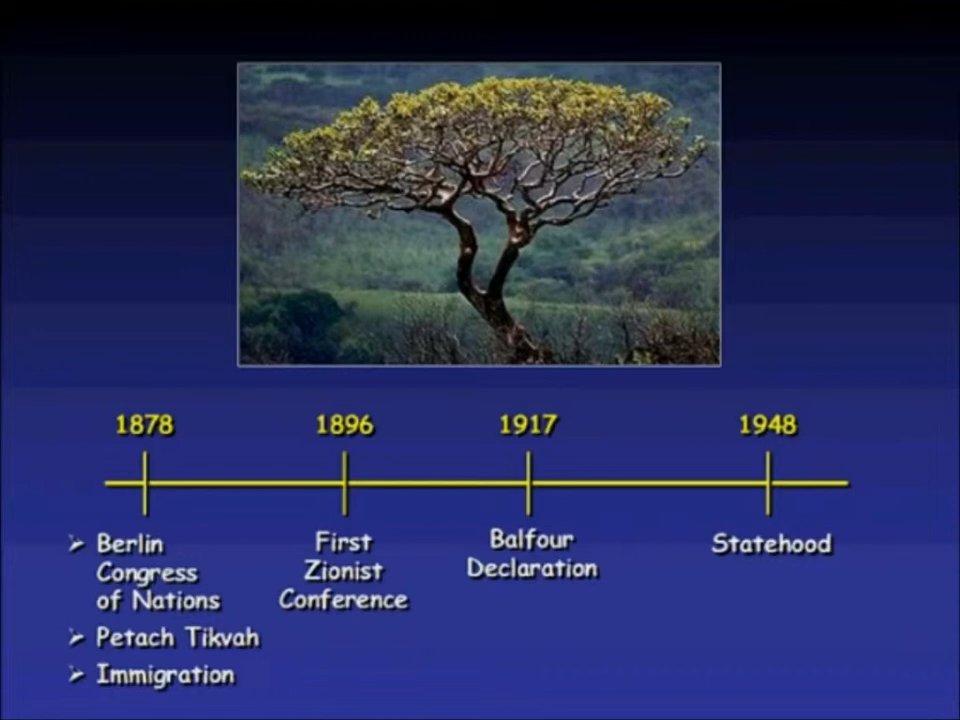 1878
1896
1917
1948
➢ Berlin
Congress
of Nations
➢ Petach Tikvah
➢ Immigration
First
Zionist
Conference
Balfour
Declaration
Statehood